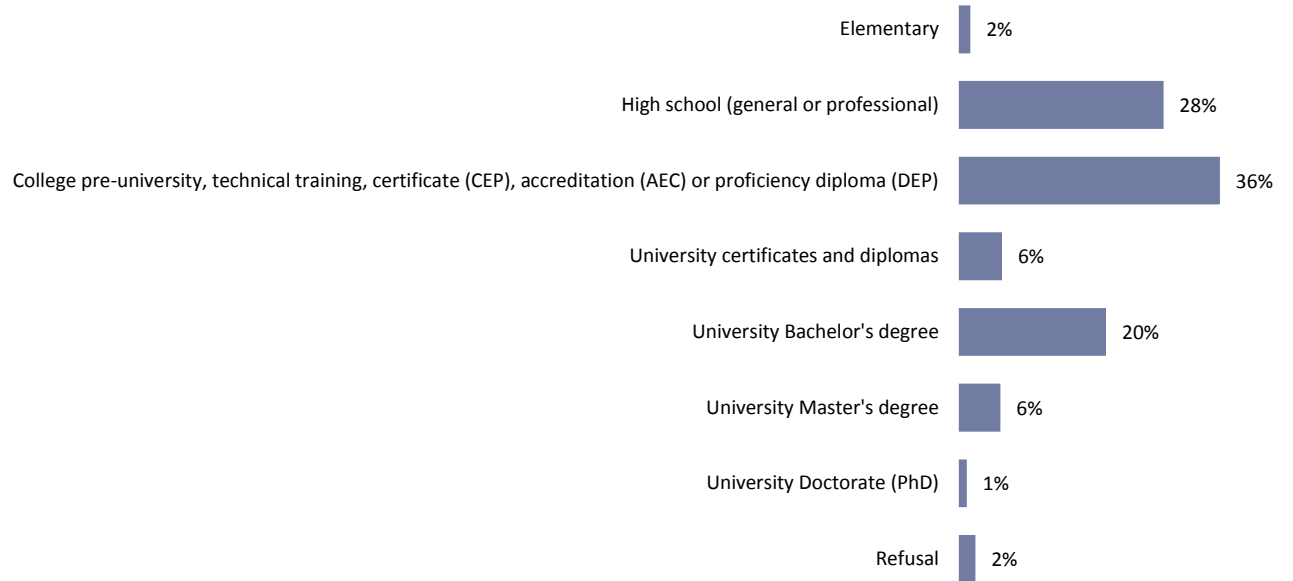 Elementary 2%
High school (general or professional) 28%
College pre-university, technical training, certificate (CEP), accreditation (AEC) or proficiency diploma (DEP) 36%
University certificates and diplomas 6%
University Bachelor's degree 20%
University Master's degree 6%
University Doctorate (PhD) 1%
Refusal 2%